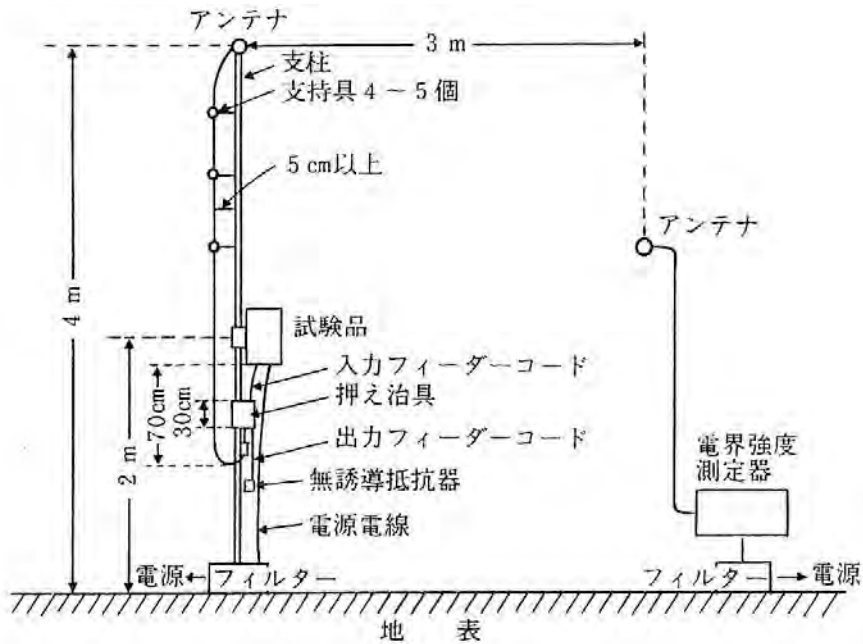 アンテナ
3 m
支柱
支持具4～5個
5 cm以上
アンテナ
4 m
試験品
入力フィーダーコード
押え治具
70cm
30cm
出力フィーダーコード
2 m
無誘導抵抗器
電界強度
測定器
電源電線
電源
フィルター
フィルター
電源
地 表